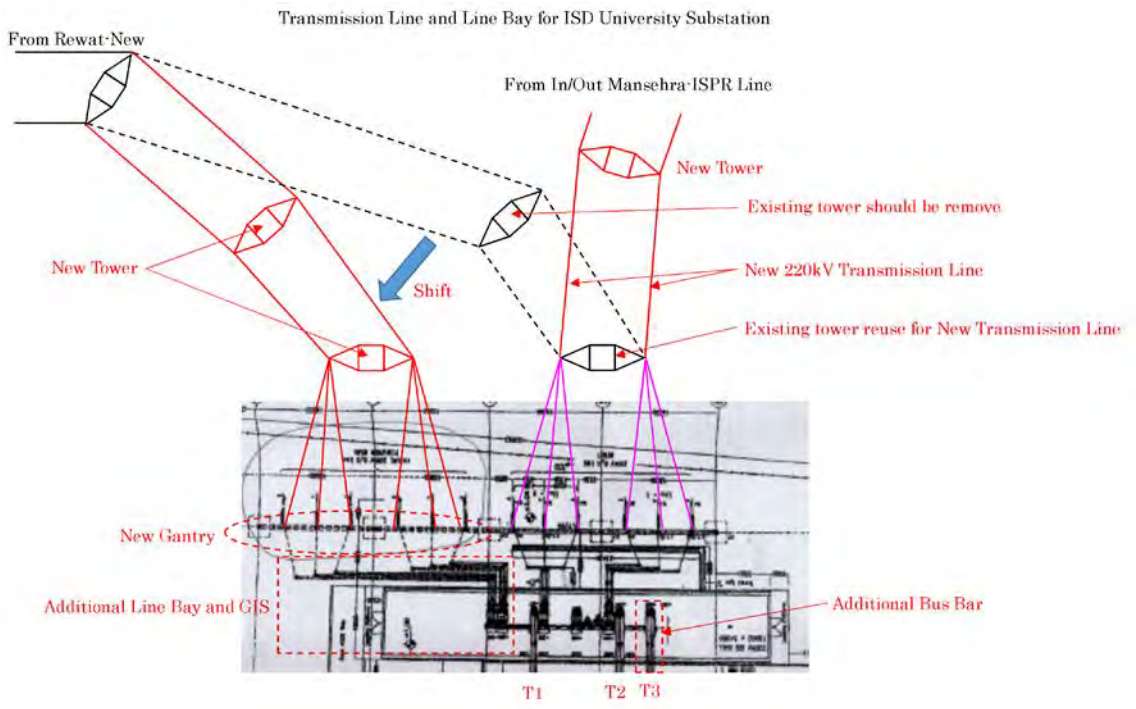 Transmission Line and Line Bay for ISD University Substation
From Rewat-New
From In/Out Mansehra-ISPR Line
New Tower
Existing tower should be remove
New Tower
Shift
New 220kV Transmission Line
Existing tower reuse for New Transmission Line
New Gantry
Additional Line Bay and GIS
Additional Bus Bar
T1
T2
T3